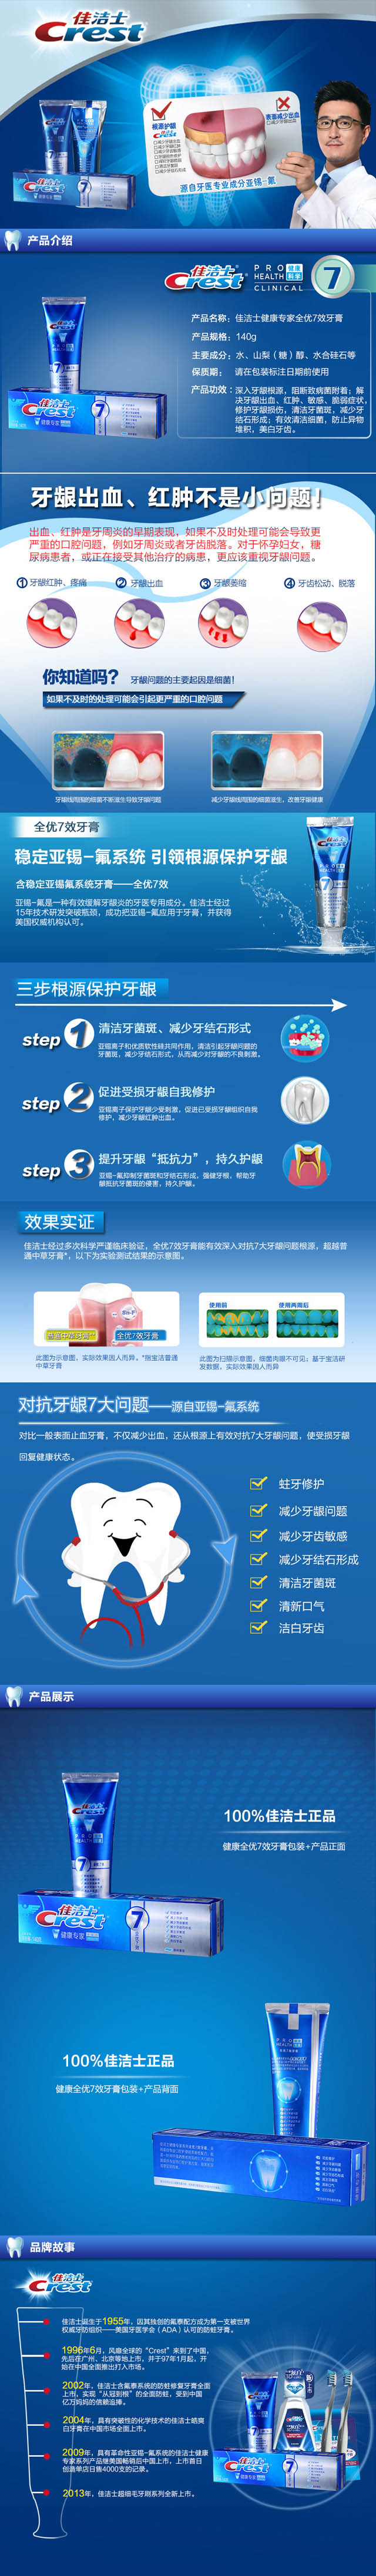 佳洁士
Crest
根源护龈
表面减少出血
源自牙医专业成分亚锡-氟
产品介绍
佳洁士
Crest
PRO
HEALTH
健康科学
CLINICAL
7
产品名称：佳洁士健康专家全优7效牙膏
产品规格：140g
主要成分：水、山梨（糖）醇、水合硅石等
保质期：请在包装标注日期前使用
产品功效：深入牙龈根源，阻断致病菌附着；解
决牙龈出血、红肿、敏感、脆弱症状，
修护牙龈损伤，清洁牙菌斑，减少牙
结石形成；有效清洁细菌，防止异物
堆积，美白牙齿。
牙龈出血、红肿不是小问题！
出血、红肿是牙周炎的早期表现，如果不及时处理可能会导致更
严重的口腔问题，例如牙周炎或者牙齿脱落。对于怀孕妇女，糖
尿病患者，或正在接受其他治疗的病患，更应该重视牙龈问题。
① 牙龈红肿、疼痛
② 牙龈出血
③ 牙龈萎缩
④ 牙齿松动、脱落
你知道吗？ 牙龈问题的主要起因是细菌！
如果不及时的处理可能会引起更严重的口腔问题
牙龈线周围的细菌不断滋生导致牙龈问题
减少牙龈线周围的细菌滋生，改善牙龈健康
全优7效牙膏
稳定亚锡-氟系统 引领根源保护牙龈
含稳定亚锡氟系统牙膏——全优7效
亚锡-氟是一种有效缓解牙龈炎的牙医专用成分。佳洁士经过
15年技术研发突破瓶颈，成功把亚锡-氟应用于牙膏，并获得
美国权威机构认可。
三步根源保护牙龈
step 1
清洁牙菌斑、减少牙结石形式
亚锡离子和优质软性硅共同作用，清洁引起牙龈问题的
牙菌斑，减少牙结石形式，从而减少对牙龈的不良刺激。
step 2
促进受损牙龈自我修护
亚锡离子保护牙龈少受刺激，促进已受损牙龈组织自我
修护，减少牙龈红肿出血。
step 3
提升牙龈“抵抗力”，持久护龈
亚锡-氟抑制牙菌斑和牙结石形成，强健牙根，帮助牙
龈抵抗牙菌斑的侵害，持久护龈。
效果实证
佳洁士经过多次科学严谨临床验证，全优7效牙膏能有效深入对抗7大牙龈问题根源，超越普
通中草牙膏*，以下为实验测试结果的示意图。
普通中草牙膏
全优7效牙膏
使用前
使用两周后
此图为示意图，实际效果因人而异。*指宝洁普通
中草牙膏
此图为扫描示意图，细菌肉眼不可见；基于宝洁研
发数据，实际效果因人而异
对抗牙龈7大问题——源自亚锡-氟系统
对比一般表面止血牙膏，不仅减少出血，还从根源上有效对抗7大牙龈问题，使受损牙龈
回复健康状态。
蛀牙修护
减少牙龈问题
减少牙齿敏感
减少牙结石形成
清洁牙菌斑
清新口气
洁白牙齿
产品展示
100%佳洁士正品
健康全优7效牙膏包装+产品正面
100%佳洁士正品
健康全优7效牙膏包装+产品背面
品牌故事
佳洁士
Crest
佳洁士诞生于1955年，因其独创的氟泰配方成为第一支被世界
权威牙防组织——美国牙医学会（ADA）认可的防蛀牙膏。
1996年6月，风靡全球的“Crest”来到了中国，
先后在广州、北京等地上市，并于97年1月起，开
始在中国全面推出打入市场。
2002年，佳洁士含氟泰系统的防蛀修复牙膏全面
上市，实现“从冠到根”的全面防蛀，受到中国
亿万妈妈的信赖追捧。
2004年，具有突破性的化学技术的佳洁士皓爽
白牙膏在中国市场全面上市。
2009年，具有革命性亚锡-氟系统的佳洁士健康
专家系列产品继美国畅销后中国上市，上市首日
创造单店日售4000支的记录。
2013年，佳洁士超细毛牙刷系列全新上市。